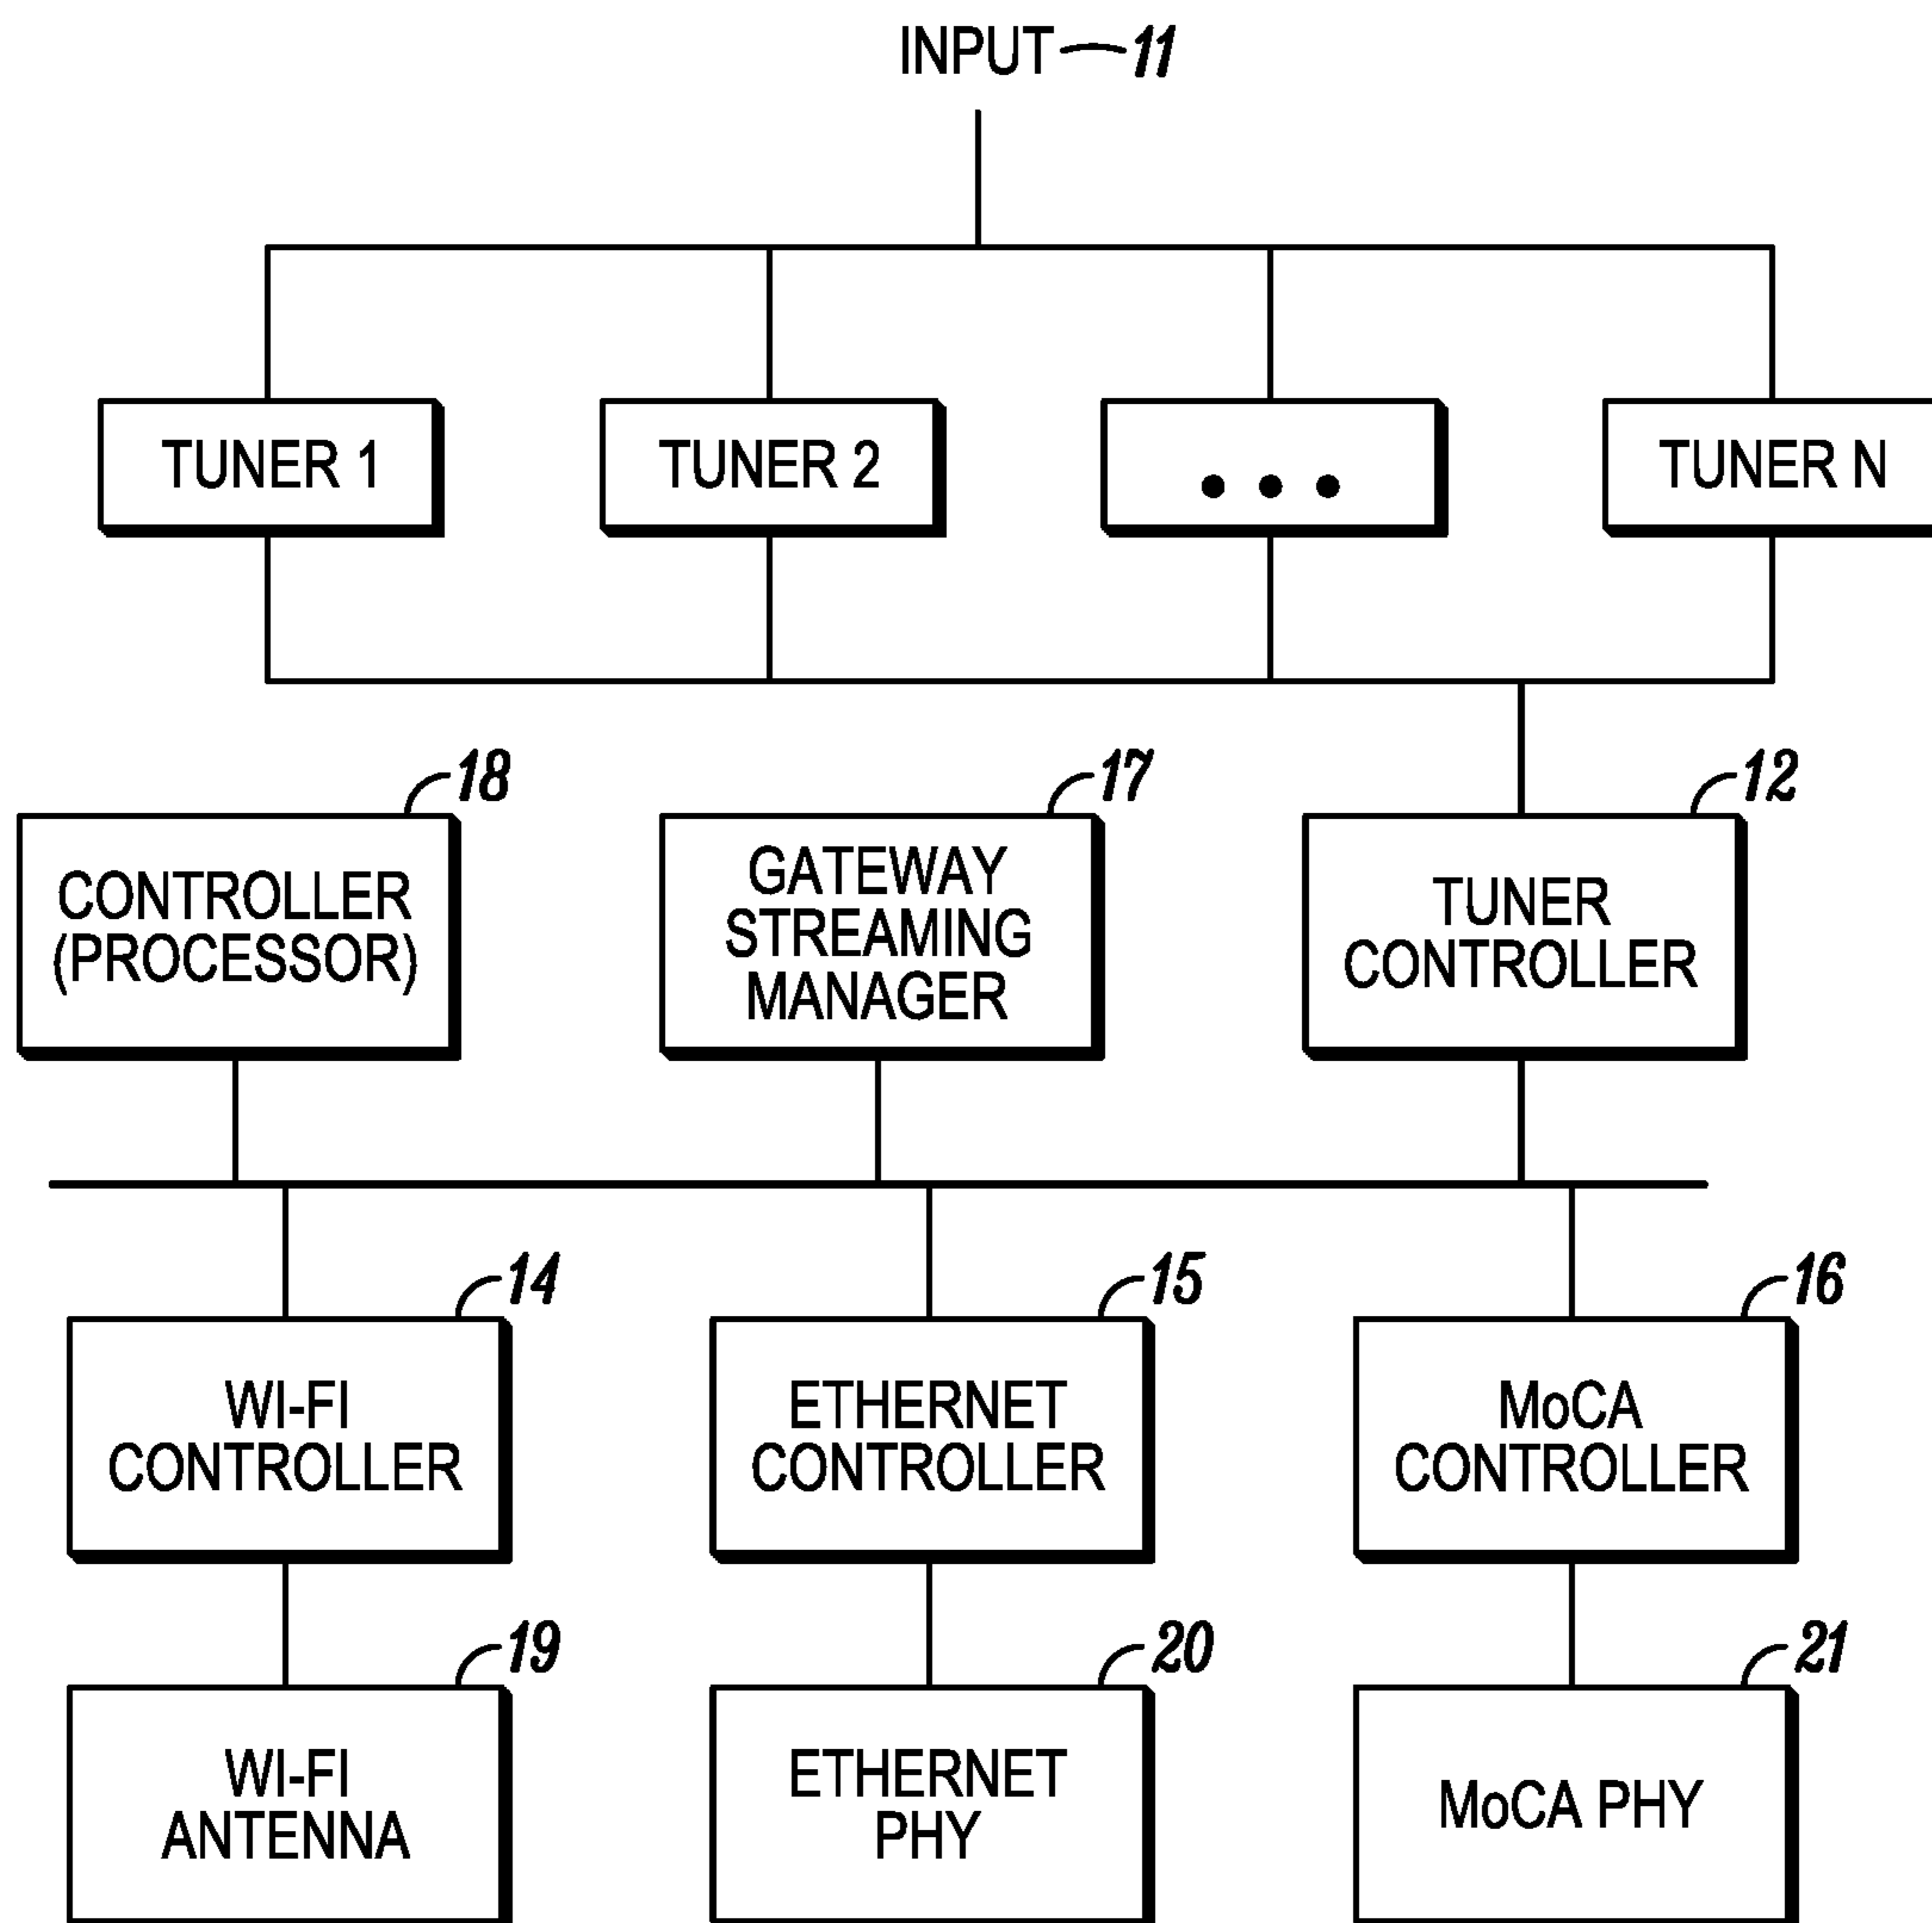 INPUT 11
TUNER 1
TUNER 2
• • •
TUNER N
18
CONTROLLER
(PROCESSOR)
17
GATEWAY
STREAMING
MANAGER
12
TUNER
CONTROLLER
14
WI-FI
CONTROLLER
15
ETHERNET
CONTROLLER
16
MoCA
CONTROLLER
19
WI-FI
ANTENNA
20
ETHERNET
PHY
21
MoCA PHY